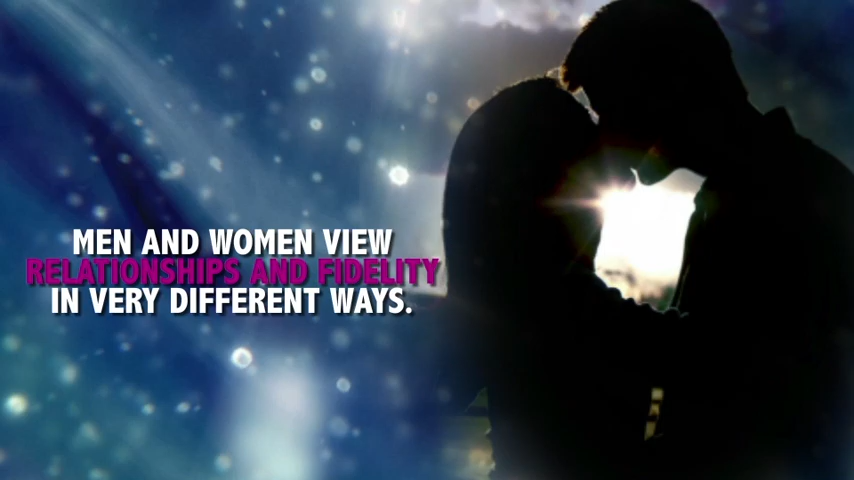 MEN AND WOMEN VIEW
RELATIONSHIPS AND FIDELITY
IN VERY DIFFERENT WAYS.